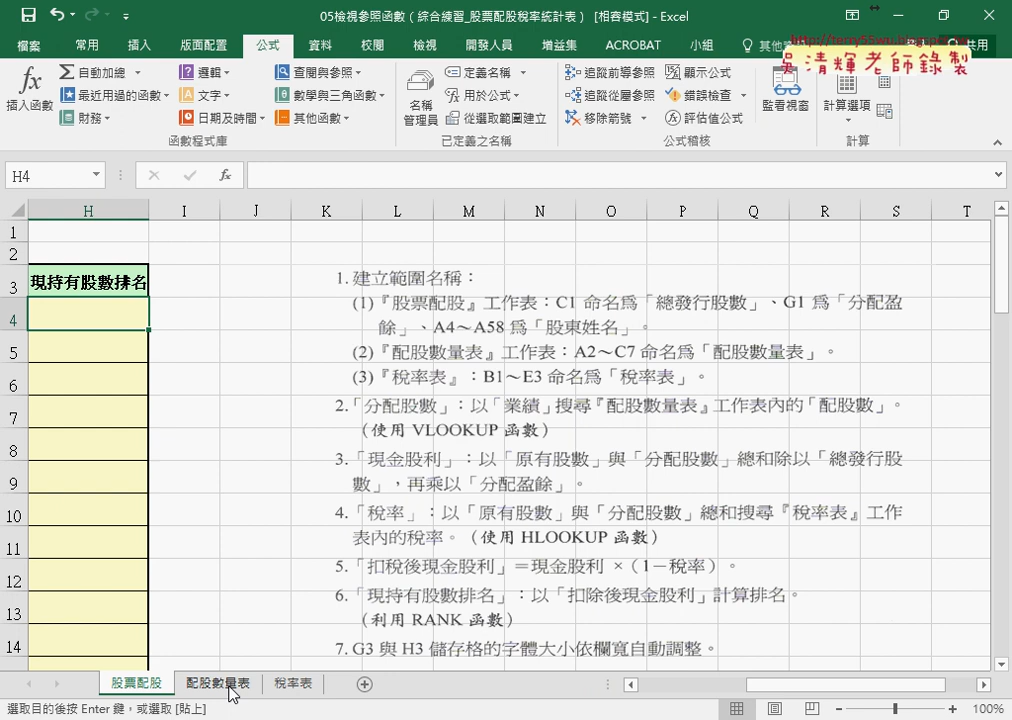 05檢視參照函數（綜合練習_股票配股稅率統計表） [相容模式] - Excel
檔案 常用 插入 版面配置 公式 資料 校閱 檢視 開發人員 增益集 ACROBAT 小組 其他 共用
http://terry55wu.blogspot.tw
吳清輝老師錄製
fx 插入函數
自動加總 邏輯 查閱與參照
最近用過的函數 文字 數學與三角函數
財務 日期及時間 其他函數
函數程式庫
名稱管理員
定義名稱
用於公式
從選取範圍建立
已定義之名稱
追蹤前導參照 顯示公式
追蹤從屬參照 錯誤檢查
移除箭號 評估值公式
公式稽核
監看視窗
計算選項
計算
H4 fx
H I J K L M N O P Q R S T
1
2
3 現持有股數排名
4
5
6
7
8
9
10
11
12
13
14
1. 建立範圍名稱：
(1)『股票配股』工作表：C1 命名為「總發行股數」、G1 為「分配盈
餘」、A4～A58 為「股東姓名」。
(2)『配股數量表』工作表：A2～C7 命名為「配股數量表」。
(3)『稅率表』：B1～E3 命名為「稅率表」。
2.「分配股數」：以「業績」搜尋『配股數量表』工作表內的「配股數」。
（使用 VLOOKUP 函數）
3.「現金股利」：以「原有股數」與「分配股數」總和除以「總發行股
數」，再乘以「分配盈餘」。
4.「稅率」：以「原有股數」與「分配股數」總和搜尋『稅率表』工作
表內的稅率。（使用 HLOOKUP 函數）
5.「扣稅後現金股利」＝現金股利 ×（1－稅率）。
6.「現持有股數排名」：以「扣除後現金股利」計算排名。
（利用 RANK 函數）
7. G3 與 H3 儲存格的字體大小依欄寬自動調整。
股票配股 配股數量表 稅率表
選取目的後按 Enter 鍵，或選取 [貼上]
100%